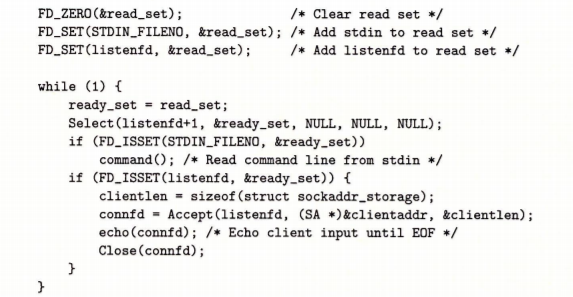 FD_ZERO(&read_set);              /* Clear read set */
FD_SET(STDIN_FILENO, &read_set); /* Add stdin to read set */
FD_SET(listenfd, &read_set);     /* Add listenfd to read set */

while (1) {
    ready_set = read_set;
    Select(listenfd+1, &ready_set, NULL, NULL, NULL);
    if (FD_ISSET(STDIN_FILENO, &ready_set))
        command(); /* Read command line from stdin */
    if (FD_ISSET(listenfd, &ready_set)) {
        clientlen = sizeof(struct sockaddr_storage);
        connfd = Accept(listenfd, (SA *)&clientaddr, &clientlen);
        echo(connfd); /* Echo client input until EOF */
        Close(connfd);
    }
}